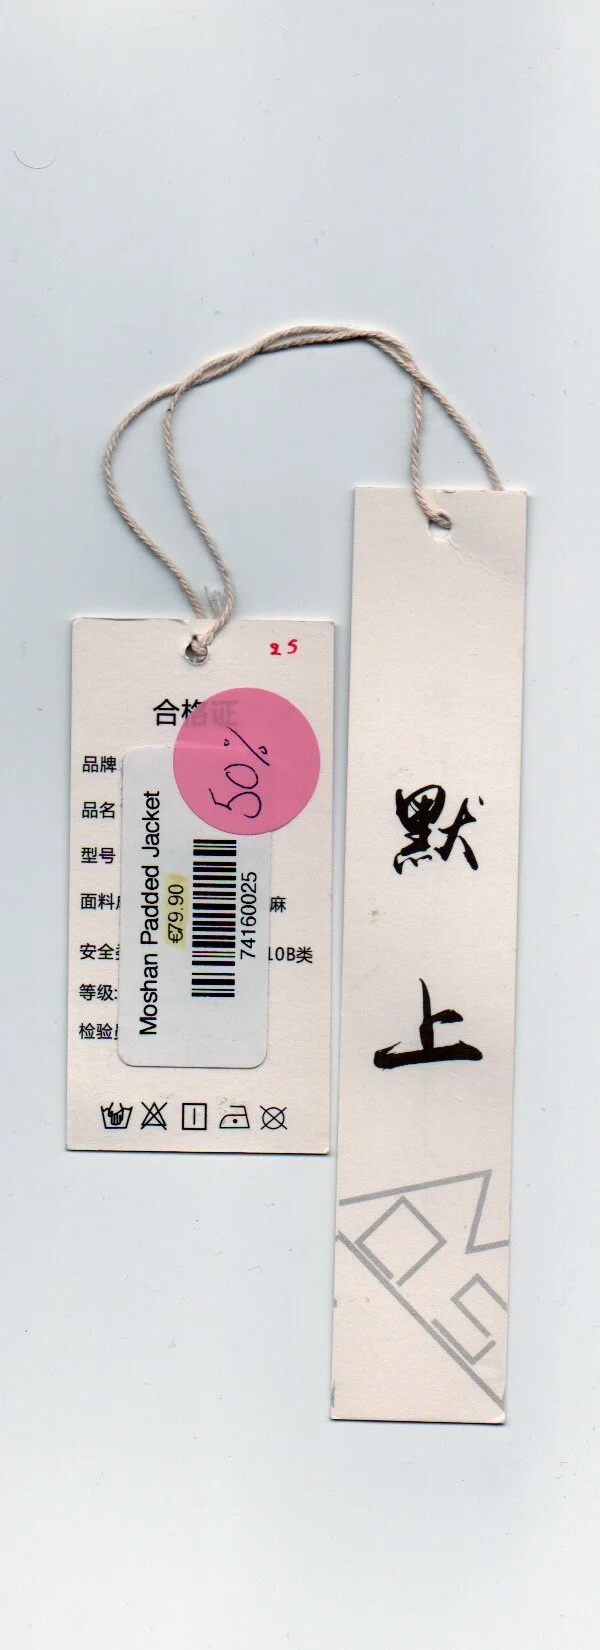 25
合格证
品牌
品名
型号
面料
麻
安全
10B类
等级:
检验
50%
Moshan Padded Jacket
€79.90
74160025
默
上